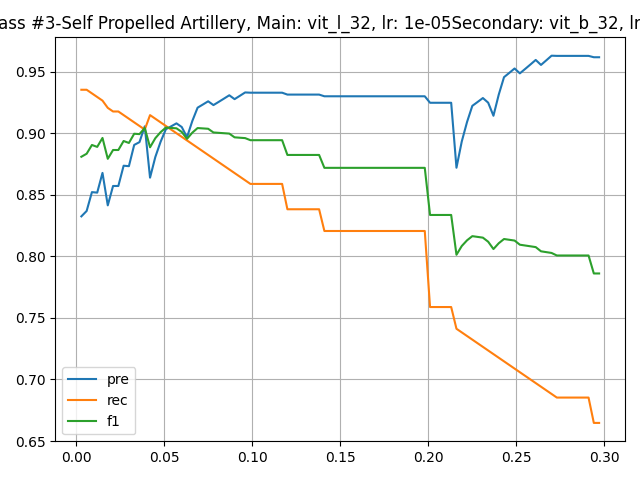 ass #3-Self Propelled Artillery, Main: vit_l_32, lr: 1e-05Secondary: vit_b_32, lr
0.95
0.90
0.85
0.80
0.75
0.70
0.65
pre
rec
f1
0.00 0.05 0.10 0.15 0.20 0.25 0.30